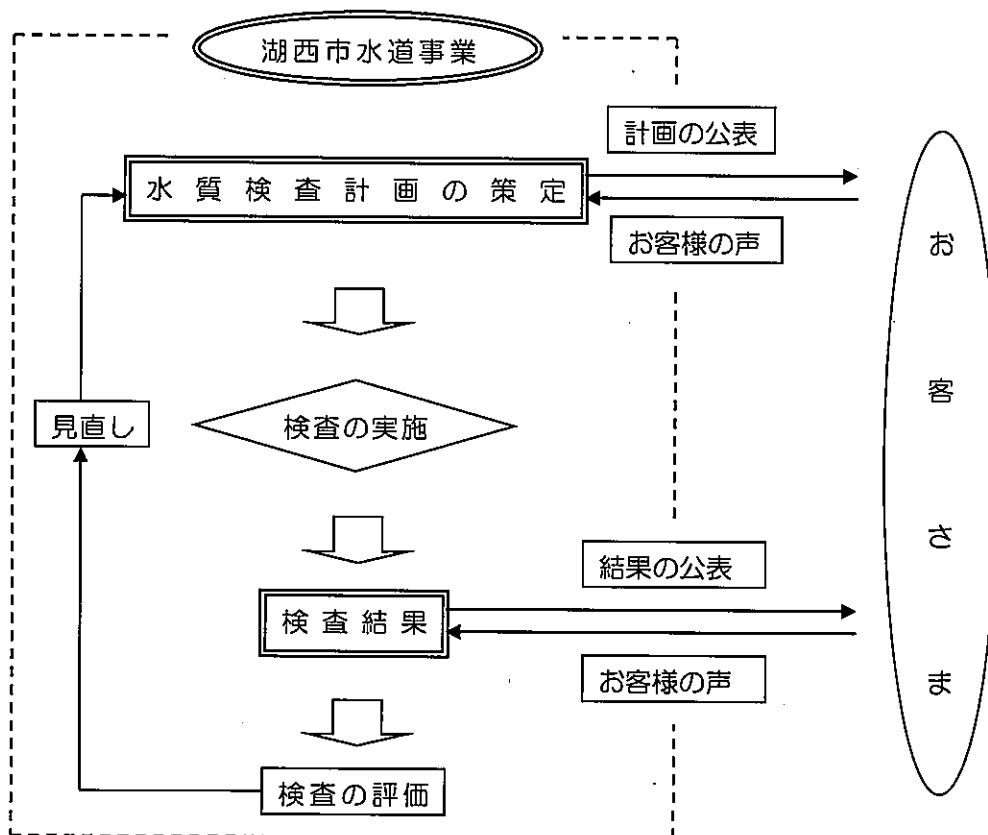 湖西市水道事業
計画の公表
水質検査計画の策定
お客様の声
お客さま
見直し
検査の実施
結果の公表
検査結果
お客様の声
検査の評価